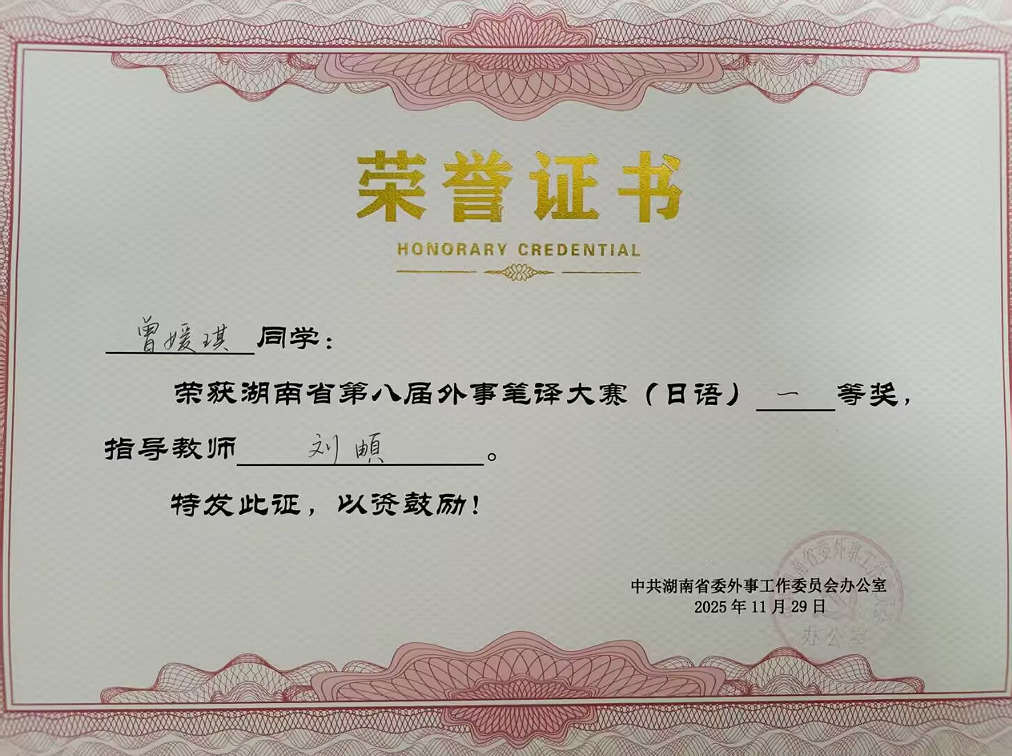 荣誉证书
HONORARY CREDENTIAL
曾媛琪同学：
荣获湖南省第八届外事笔译大赛（日语）一等奖，
指导教师 刘頔。
特发此证，以资鼓励！
中共湖南省委外事工作委员会办公室
2025年11月29日
办公室